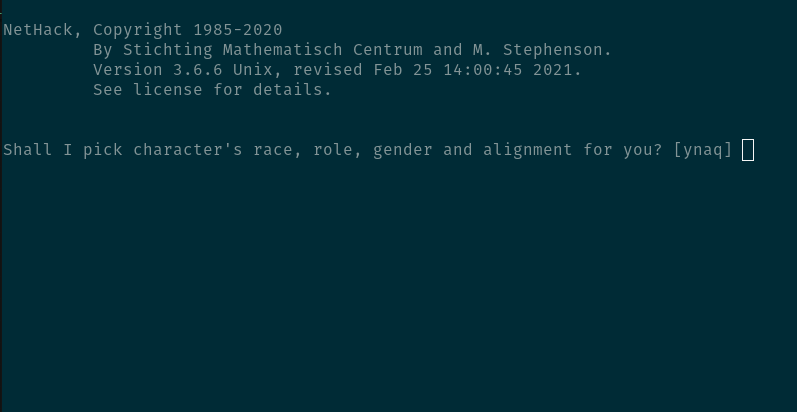 NetHack, Copyright 1985-2020
By Stichting Mathematisch Centrum and M. Stephenson.
Version 3.6.6 Unix, revised Feb 25 14:00:45 2021.
See license for details.
Shall I pick character's race, role, gender and alignment for you? [ynaq]